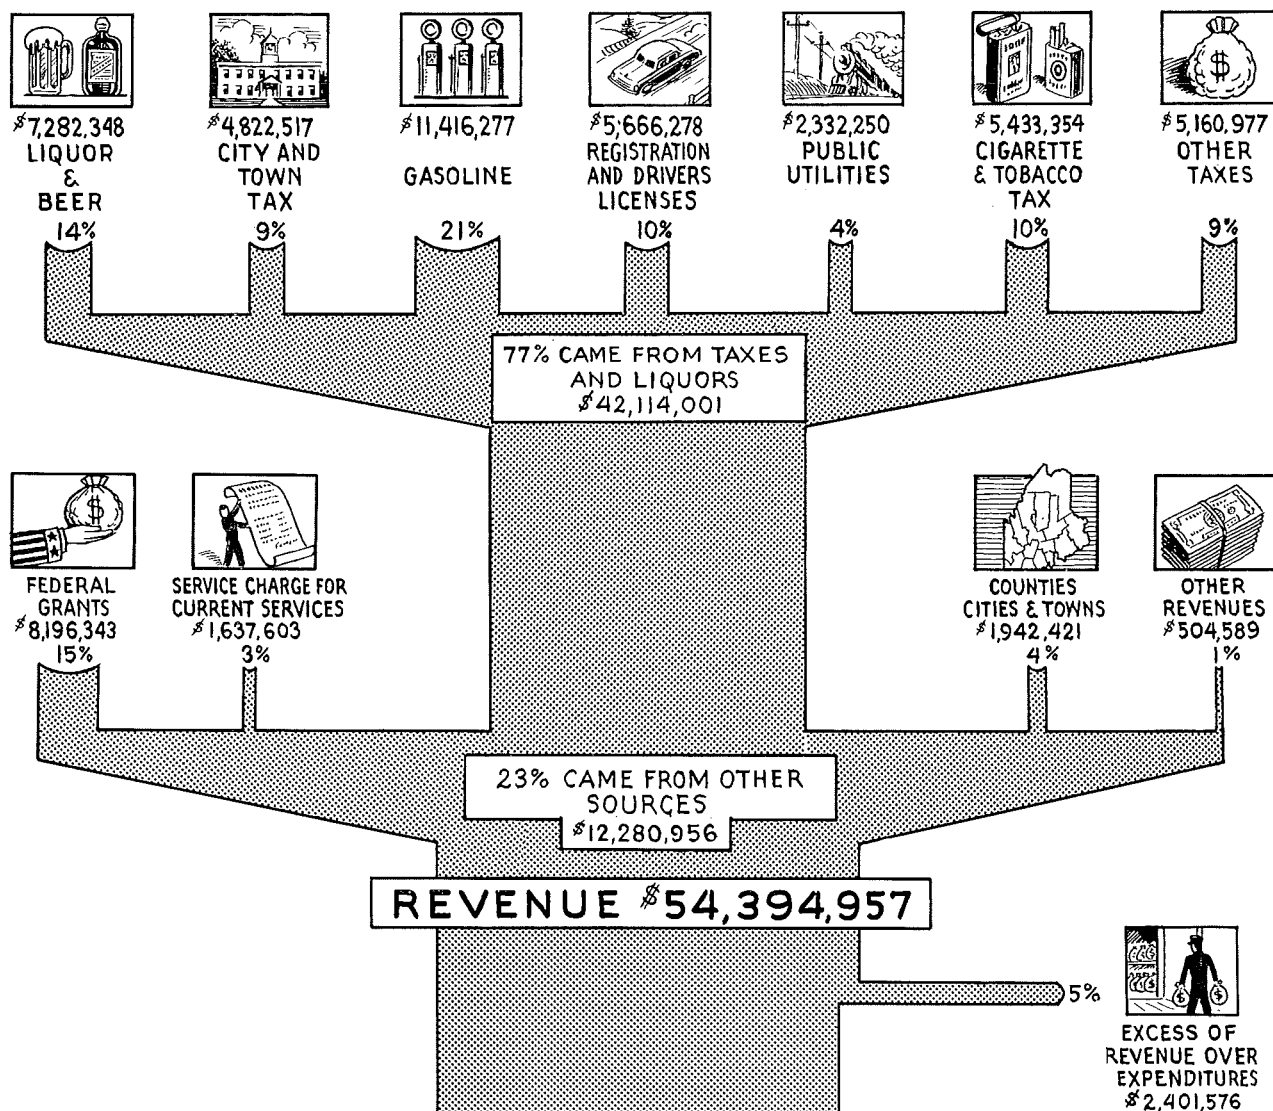 $7,282,348
LIQUOR
&
BEER
14%
$4,822,517
CITY AND
TOWN
TAX
9%
$11,416,277
GASOLINE
21%
$5,666,278
REGISTRATION
AND DRIVERS
LICENSES
10%
$2,332,250
PUBLIC
UTILITIES
4%
$5,433,354
CIGARETTE
& TOBACCO
TAX
10%
$5,160,977
OTHER
TAXES
9%
77% CAME FROM TAXES
AND LIQUORS
$42,114,001
FEDERAL
GRANTS
$8,196,343
15%
SERVICE CHARGE FOR
CURRENT SERVICES
$1,637,603
3%
COUNTIES
CITIES & TOWNS
$1,942,421
4%
OTHER
REVENUES
$504,589
1%
23% CAME FROM OTHER
SOURCES
$12,280,956
REVENUE $54,394,957
5%
EXCESS OF
REVENUE OVER
EXPENDITURES
$2,401,576